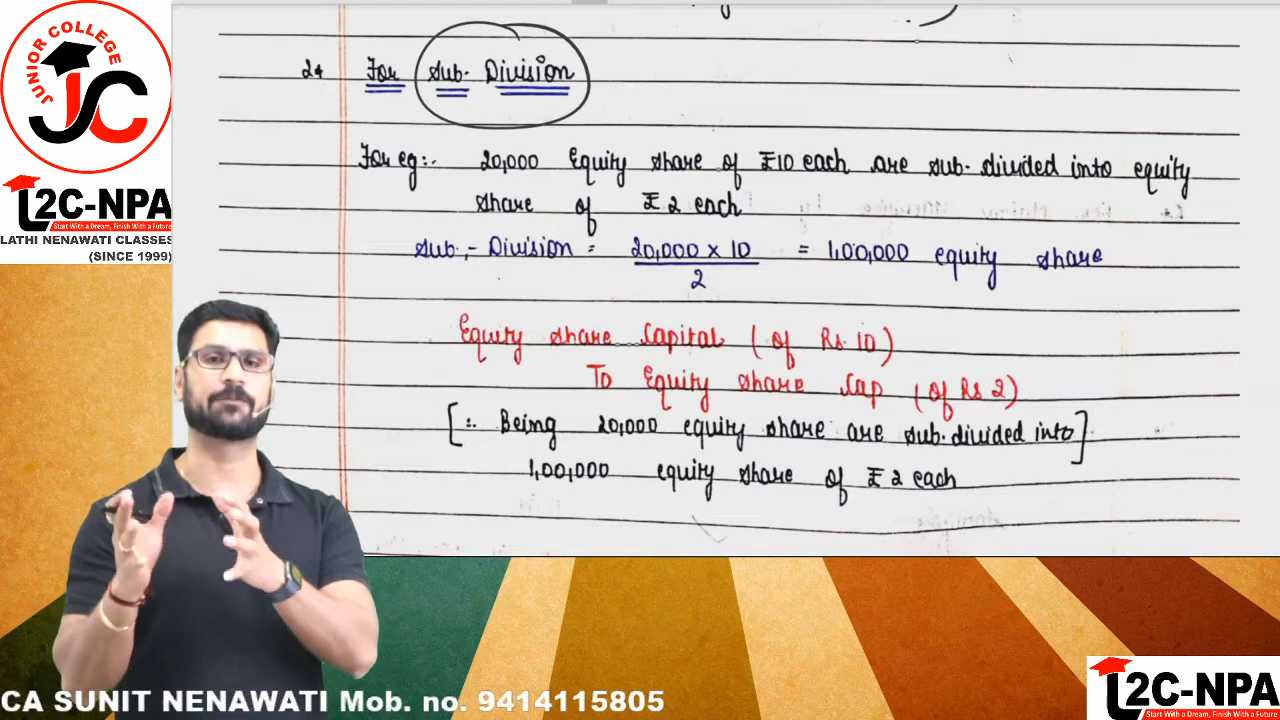 JUNIOR COLLEGE
JC
L2C-NPA
Start With a Dream, Finish With a Future
LATHI NENAWATI CLASSES
(SINCE 1999)
2. For Sub-Division
For eg:- 20,000 Equity share of ₹10 each are sub-divided into equity
share of ₹ 2 each
Sub-Division = 20,000 x 10 / 2 = 1,00,000 equity share
Equity share Capital (of Rs. 10)
To Equity share Cap (of Rs 2)
[∴ Being 20,000 equity share are sub-divided into]
1,00,000 equity share of ₹ 2 each
CA SUNIT NENAWATI Mob. no. 9414115805
L2C-NPA
Start With a Dream, Finish With a Future